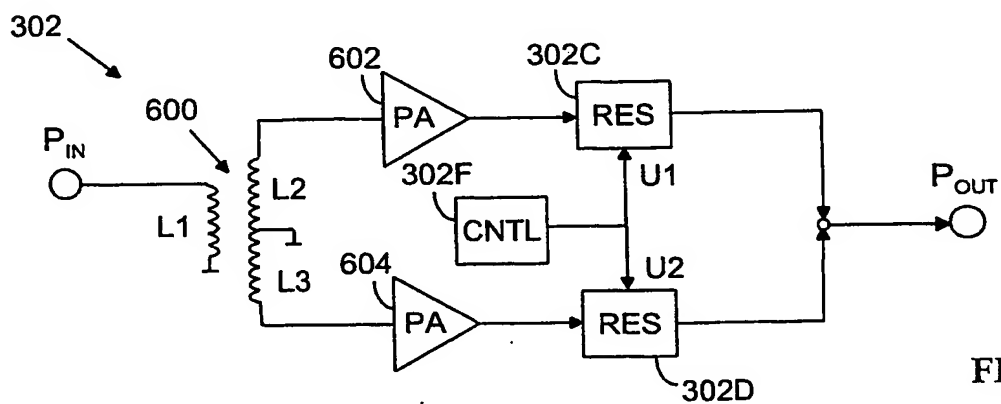 302
600
P_IN
L1
L2
L3
602
PA
302C
RES
302F
CNTL
U1
U2
604
PA
RES
302D
P_OUT